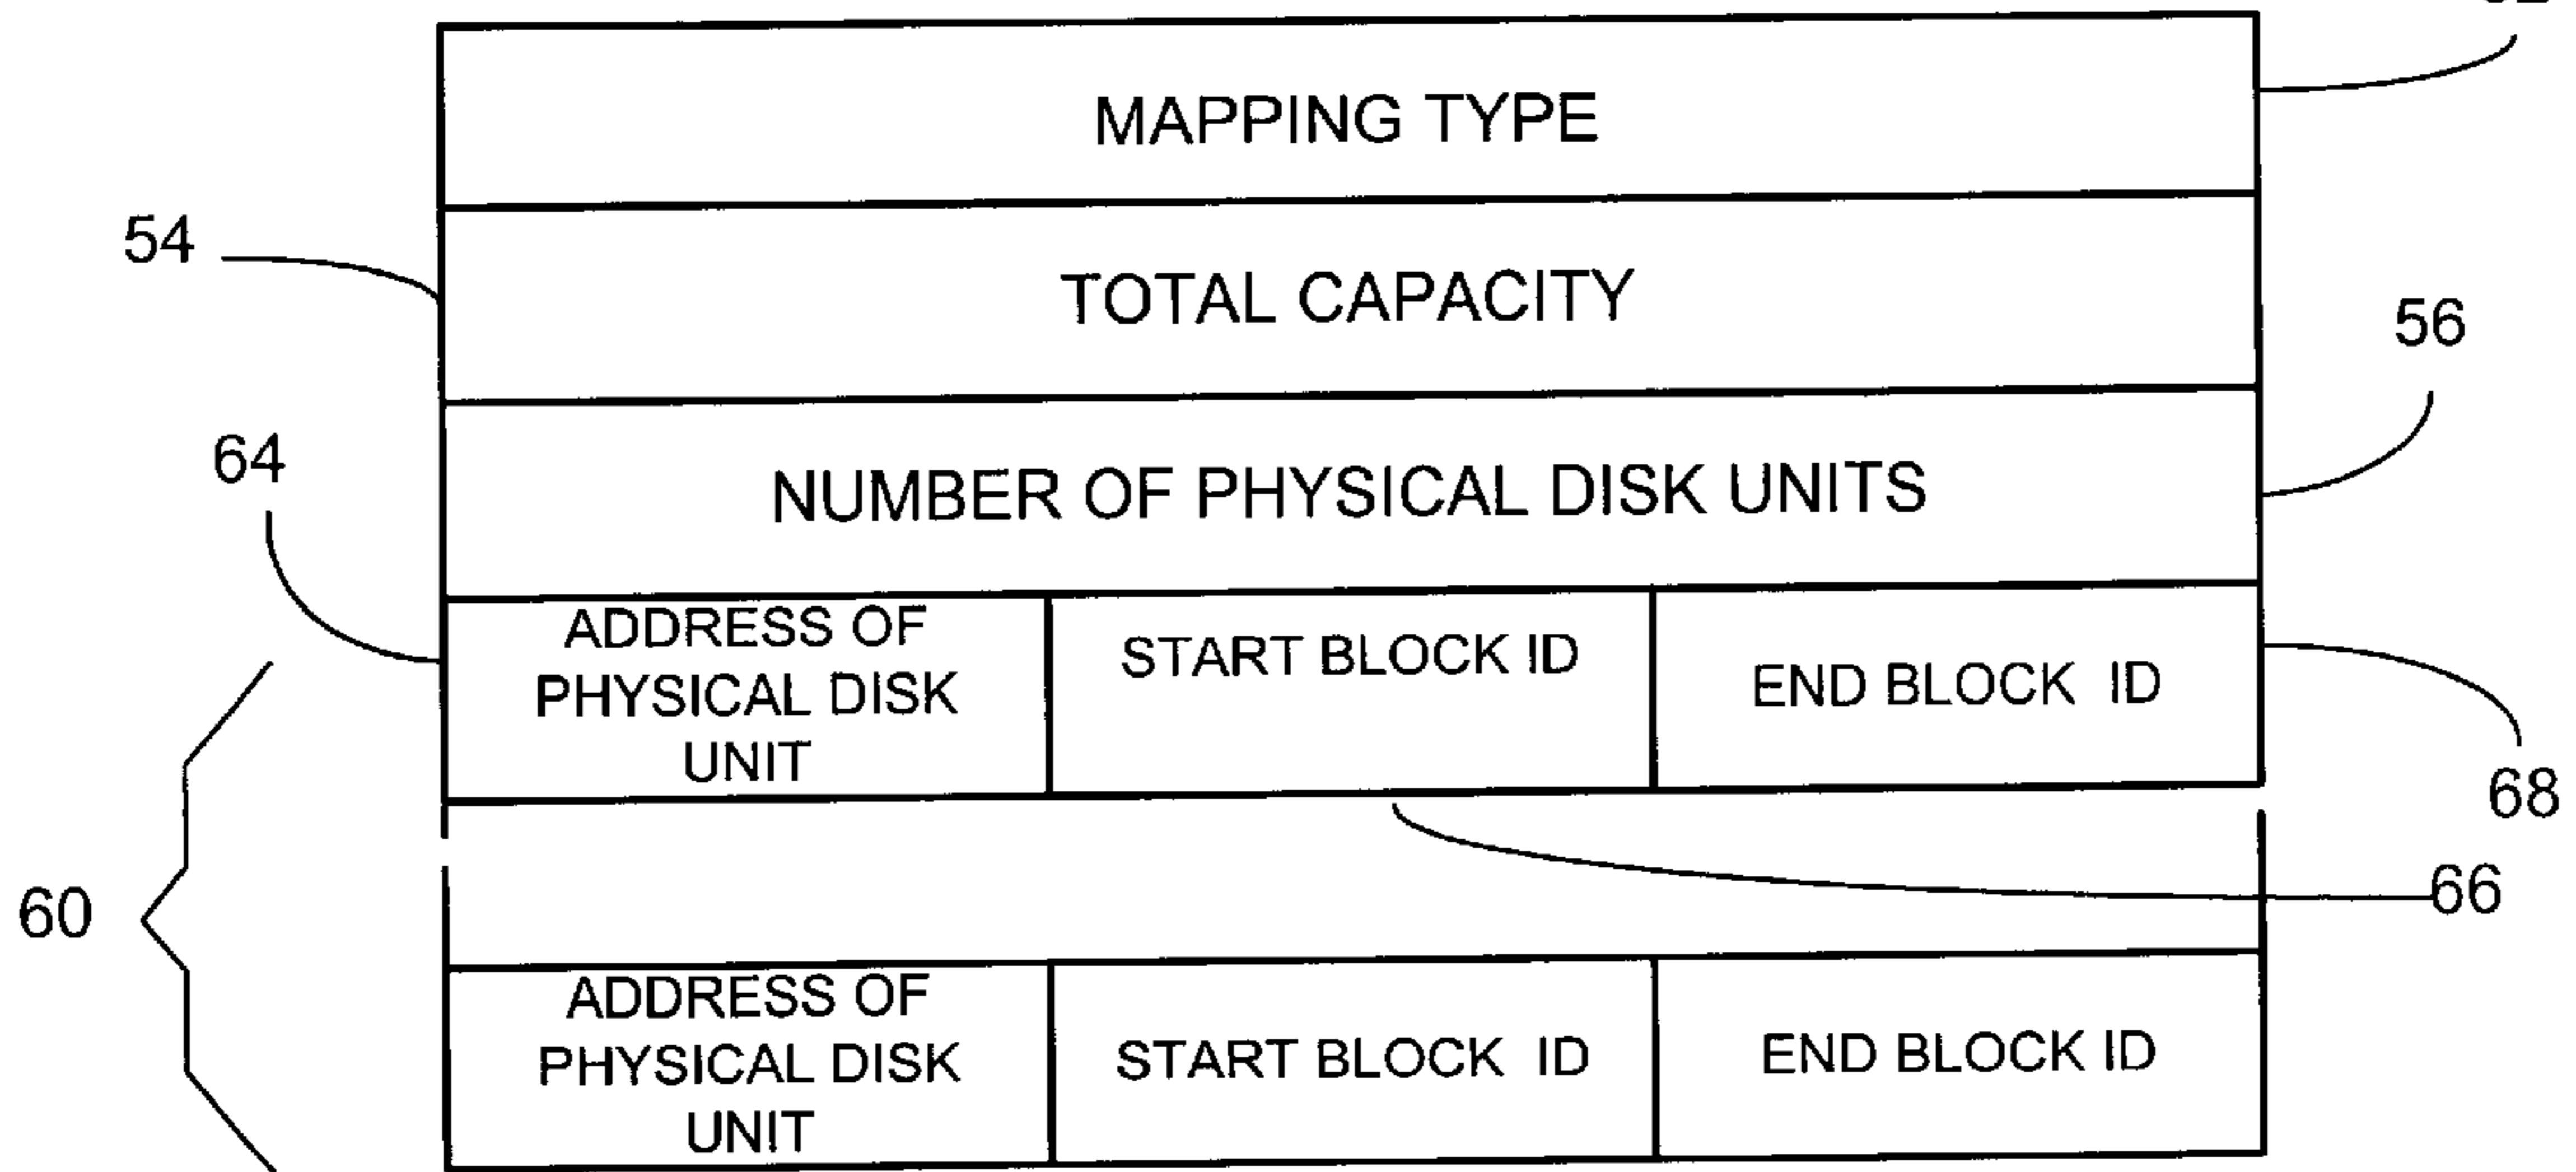 MAPPING TYPE
54
TOTAL CAPACITY
56
64
NUMBER OF PHYSICAL DISK UNITS
ADDRESS OF
PHYSICAL DISK
UNIT
START BLOCK ID
END BLOCK ID
68
60
66
ADDRESS OF
PHYSICAL DISK
UNIT
START BLOCK ID
END BLOCK ID